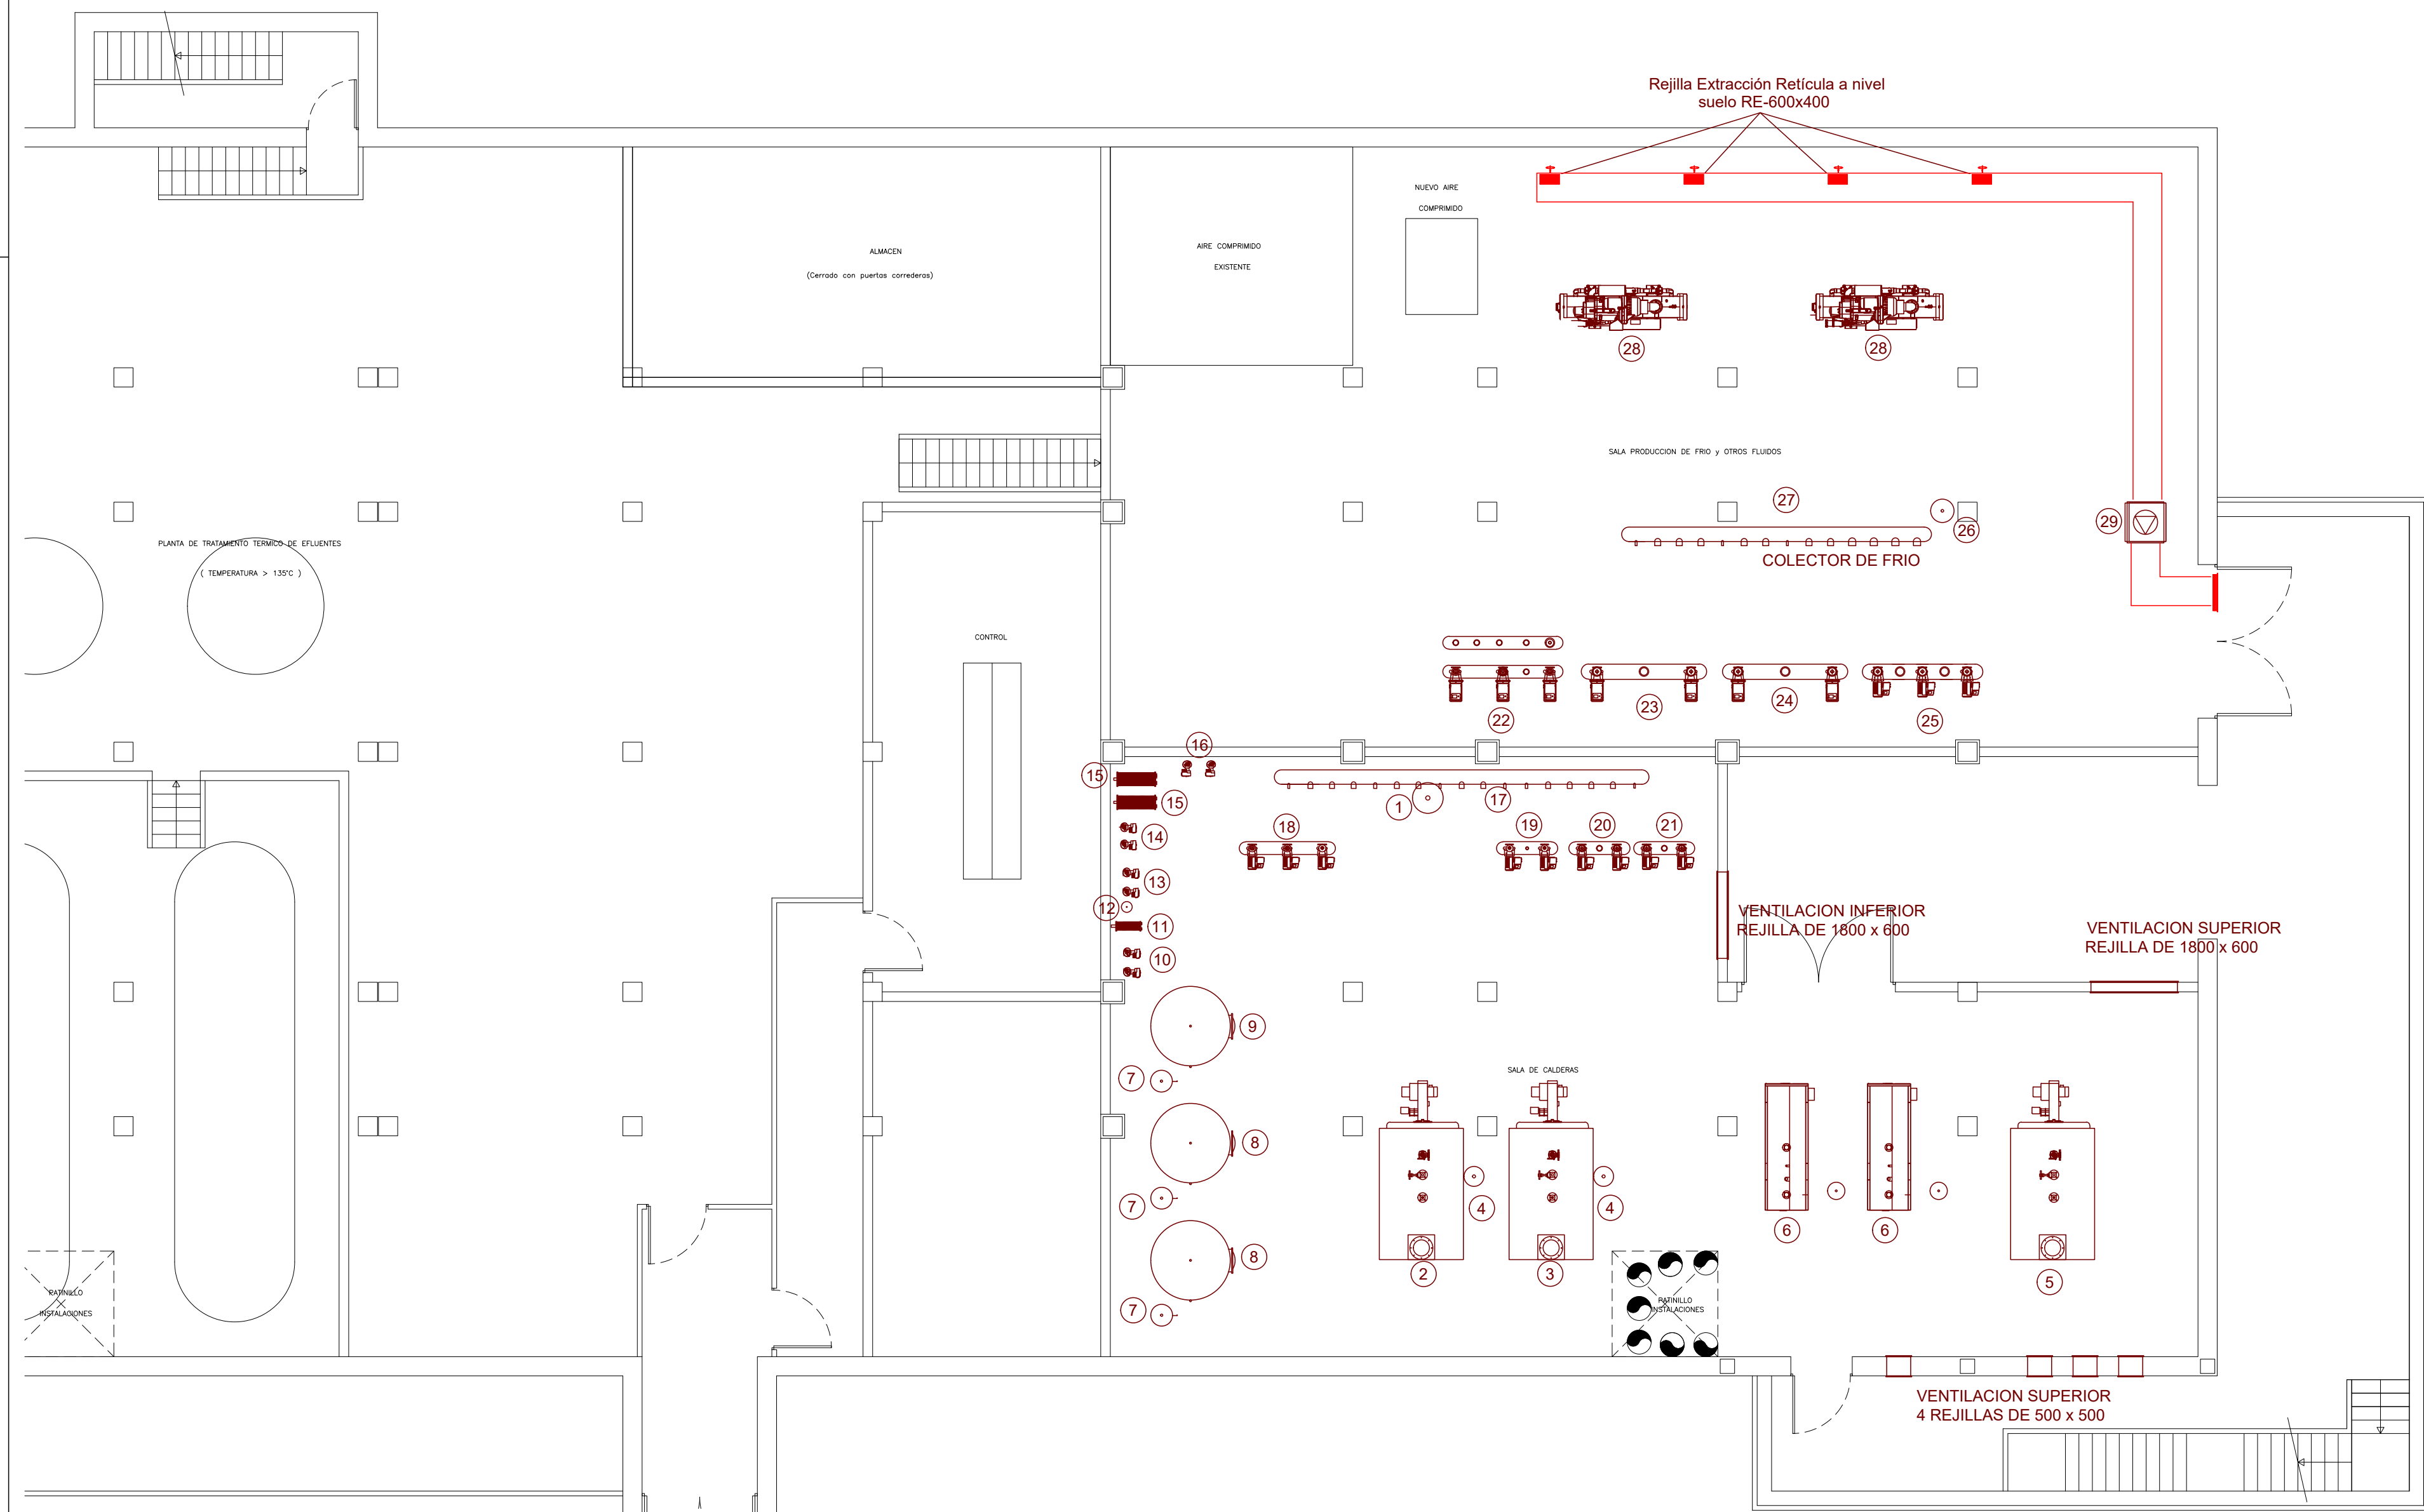 Rejilla Extracción Retícula a nivel
suelo RE-600x400
NUEVO AIRE
COMPRIMIDO
AIRE COMPRIMIDO
EXISTENTE
ALMACEN
(Cerrado con puertas correderas)
28
28
SALA PRODUCCION DE FRIO y OTROS FLUIDOS
27
26
29
COLECTOR DE FRIO
PLANTA DE TRATAMIENTO TERMICO DE EFLUENTES
( TEMPERATURA > 135°C )
CONTROL
22
23
24
25
16
15
15
1
17
14
18
19
20
21
13
12
11
10
VENTILACION INFERIOR
REJILLA DE 1800 x 600
VENTILACION SUPERIOR
REJILLA DE 1800 x 600
9
7
SALA DE CALDERAS
8
7
4
4
6
6
8
2
3
5
7
PATINILLO
INSTALACIONES
PATINILLO
INSTALACIONES
VENTILACION SUPERIOR
4 REJILLAS DE 500 x 500